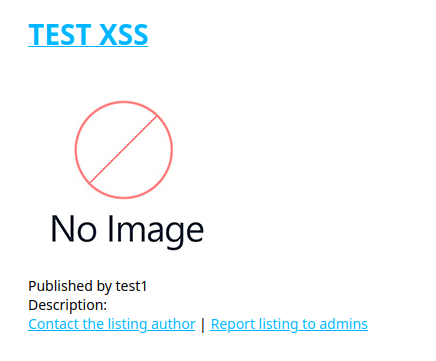 TEST XSS
No Image
Published by test1
Description:
Contact the listing author | Report listing to admins